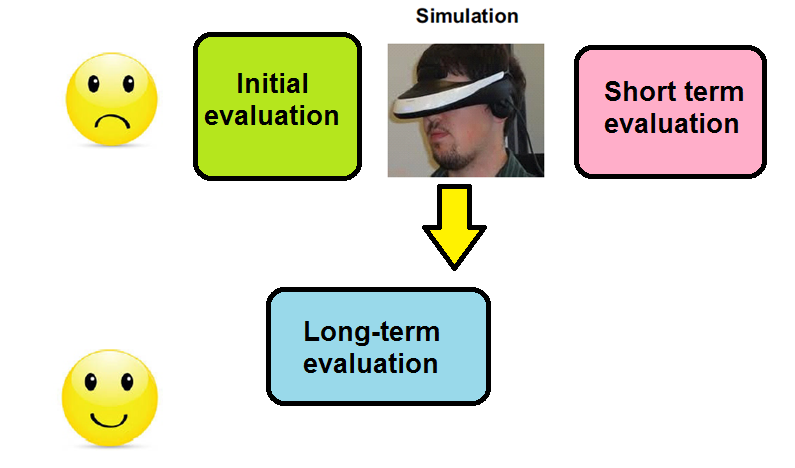 Simulation
Initial
evaluation
Short term
evaluation
Long-term
evaluation